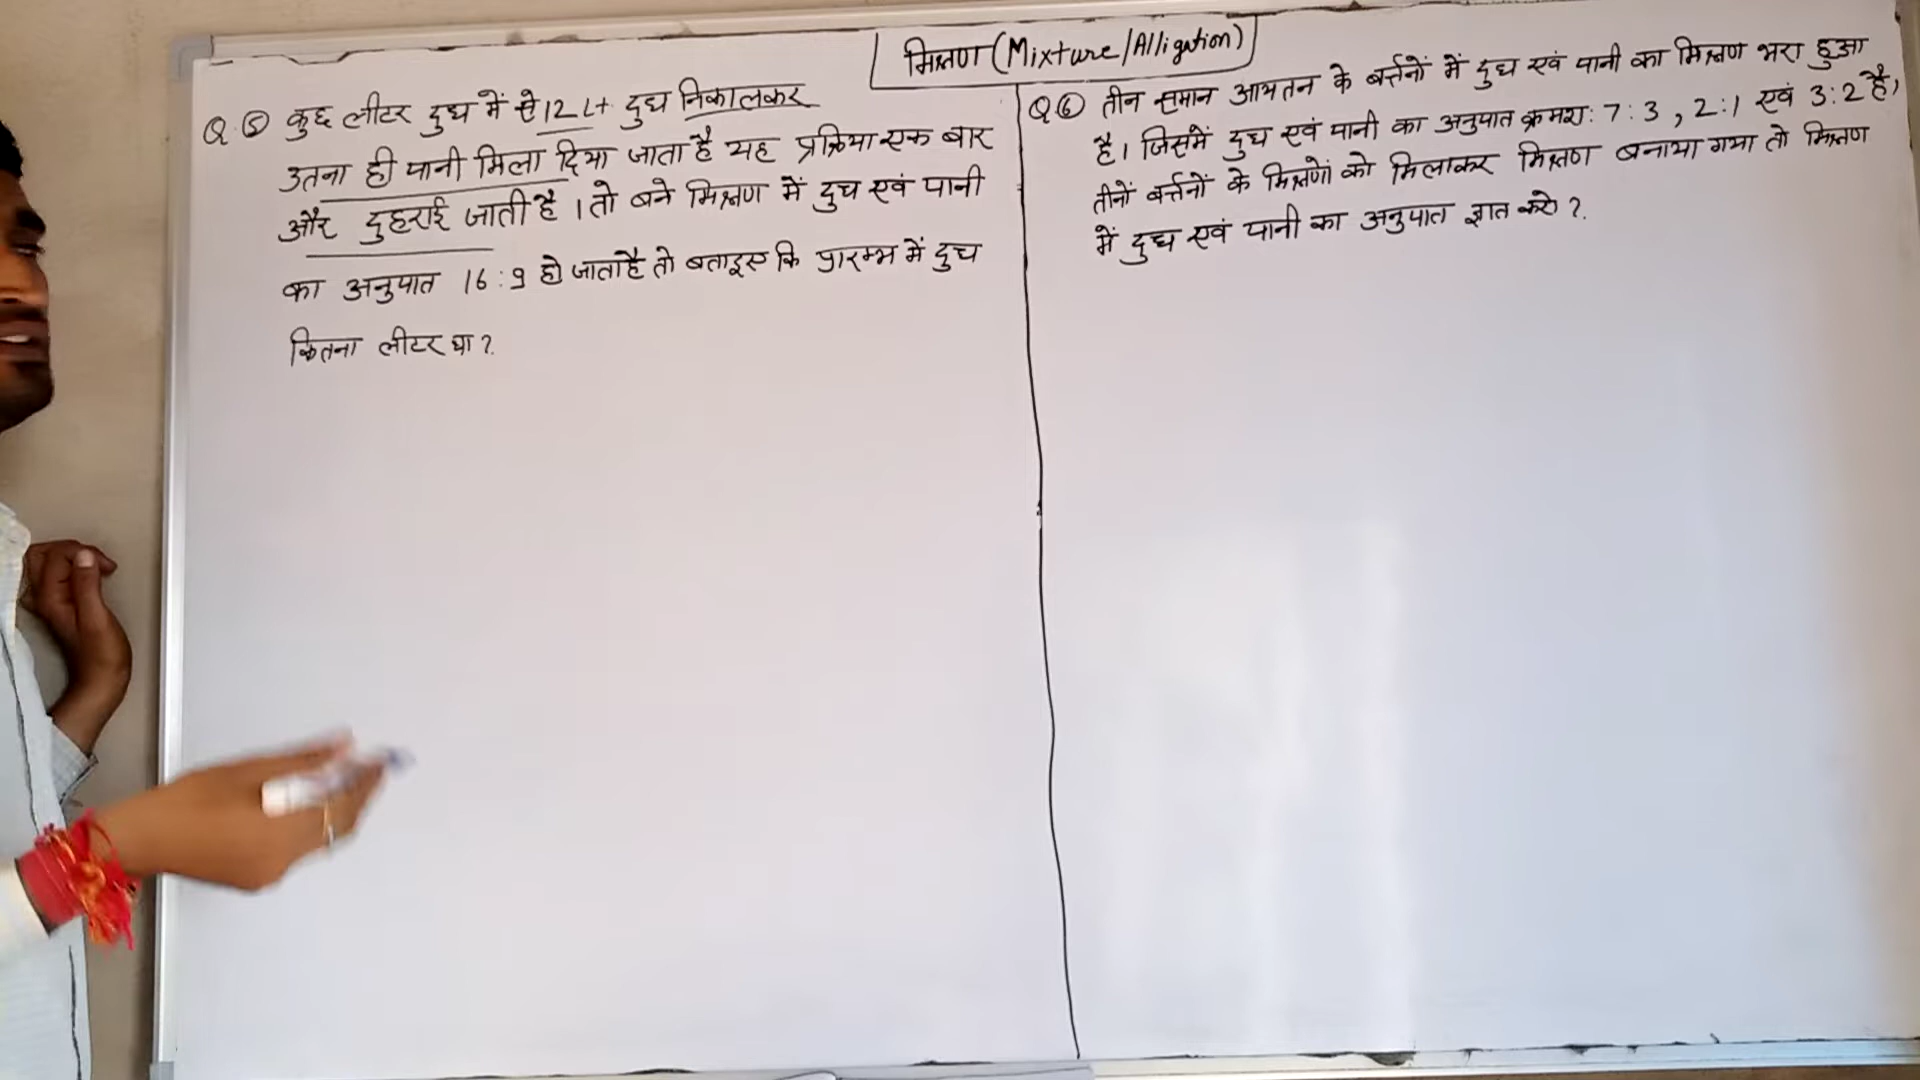 मिश्रण (Mixture/Alligation)
Q. 5 कुछ लीटर दुध में से 12 Lt दुध निकालकर
उतना ही पानी मिला दिया जाता है यह प्रक्रिया एक बार
और दुहराई जाती है । तो बने मिश्रण में दुध एवं पानी
का अनुपात 16 : 9 हो जाता है तो बताइए कि प्रारम्भ में दुध
कितना लीटर था ?
Q 6 तीन समान आयतन के बर्त्तनों में दुध एवं पानी का मिश्रण भरा हुआ
है। जिसमें दुध एवं पानी का अनुपात क्रमश: 7 : 3 , 2 : 1 एवं 3 : 2 है,
तीनों बर्त्तनों के मिश्रणों को मिलाकर मिश्रण बनाया गया तो मिश्रण
में दुध एवं पानी का अनुपात ज्ञात करो ?